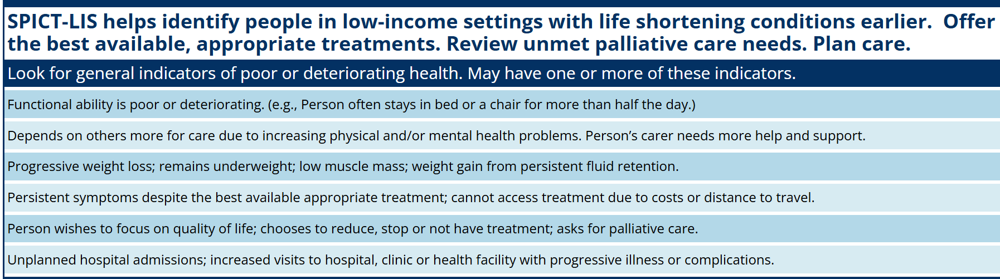 SPICT-LIS helps identify people in low-income settings with life shortening conditions earlier.  Offer
the best available, appropriate treatments. Review unmet palliative care needs. Plan care.
Look for general indicators of poor or deteriorating health. May have one or more of these indicators.
Functional ability is poor or deteriorating. (e.g., Person often stays in bed or a chair for more than half the day.)
Depends on others more for care due to increasing physical and/or mental health problems. Person’s carer needs more help and support.
Progressive weight loss; remains underweight; low muscle mass; weight gain from persistent fluid retention.
Persistent symptoms despite the best available appropriate treatment; cannot access treatment due to costs or distance to travel.
Person wishes to focus on quality of life; chooses to reduce, stop or not have treatment; asks for palliative care.
Unplanned hospital admissions; increased visits to hospital, clinic or health facility with progressive illness or complications.